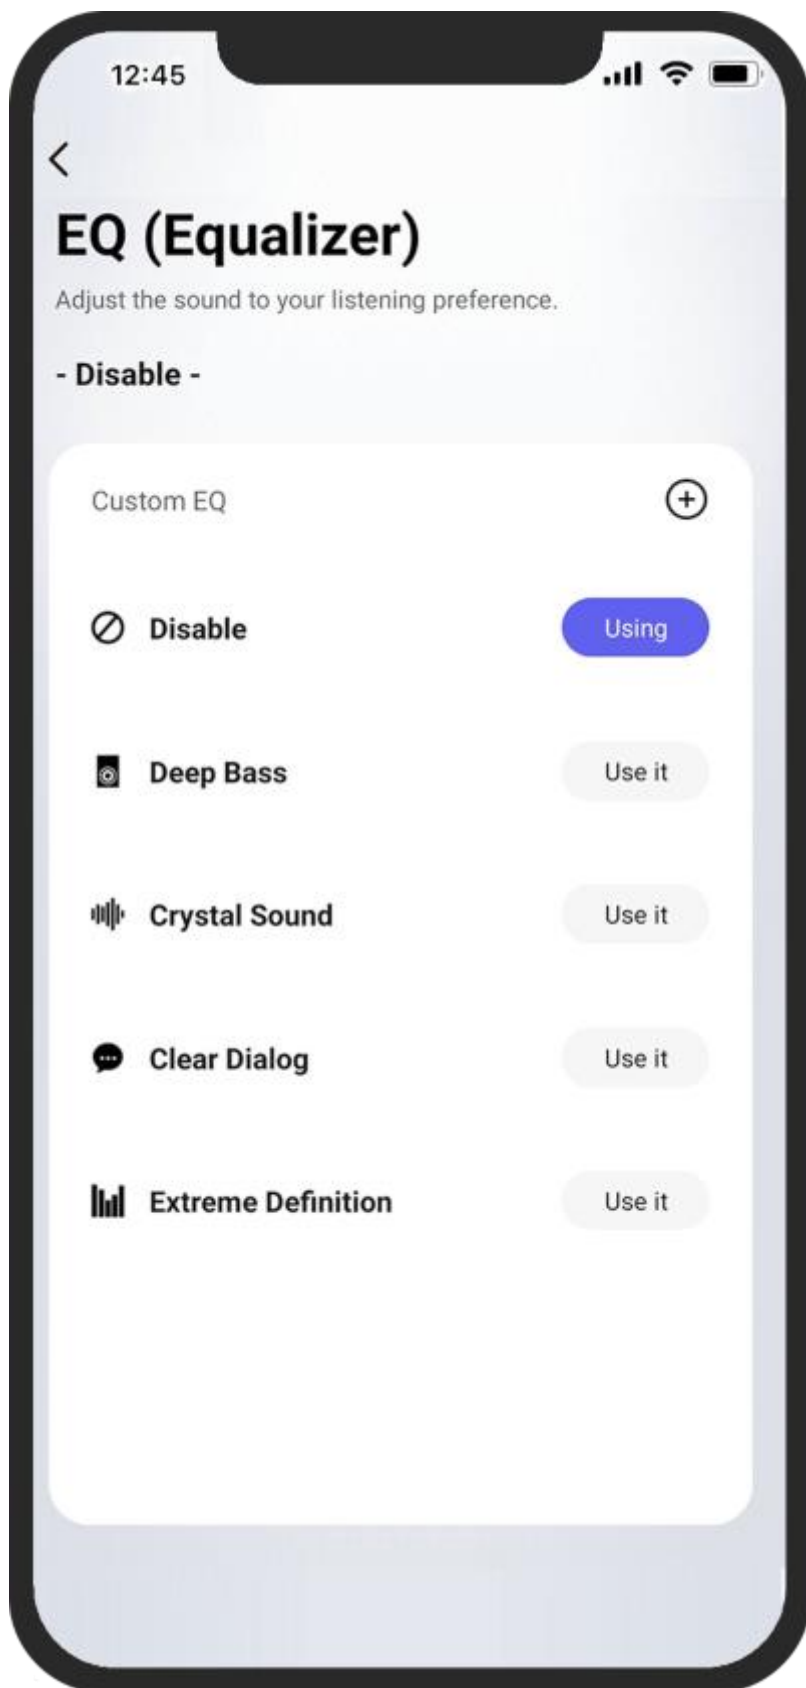 12:45
EQ (Equalizer)
Adjust the sound to your listening preference.
- Disable -
Custom EQ
Disable
Using
Deep Bass
Use it
Crystal Sound
Use it
Clear Dialog
Use it
Extreme Definition
Use it